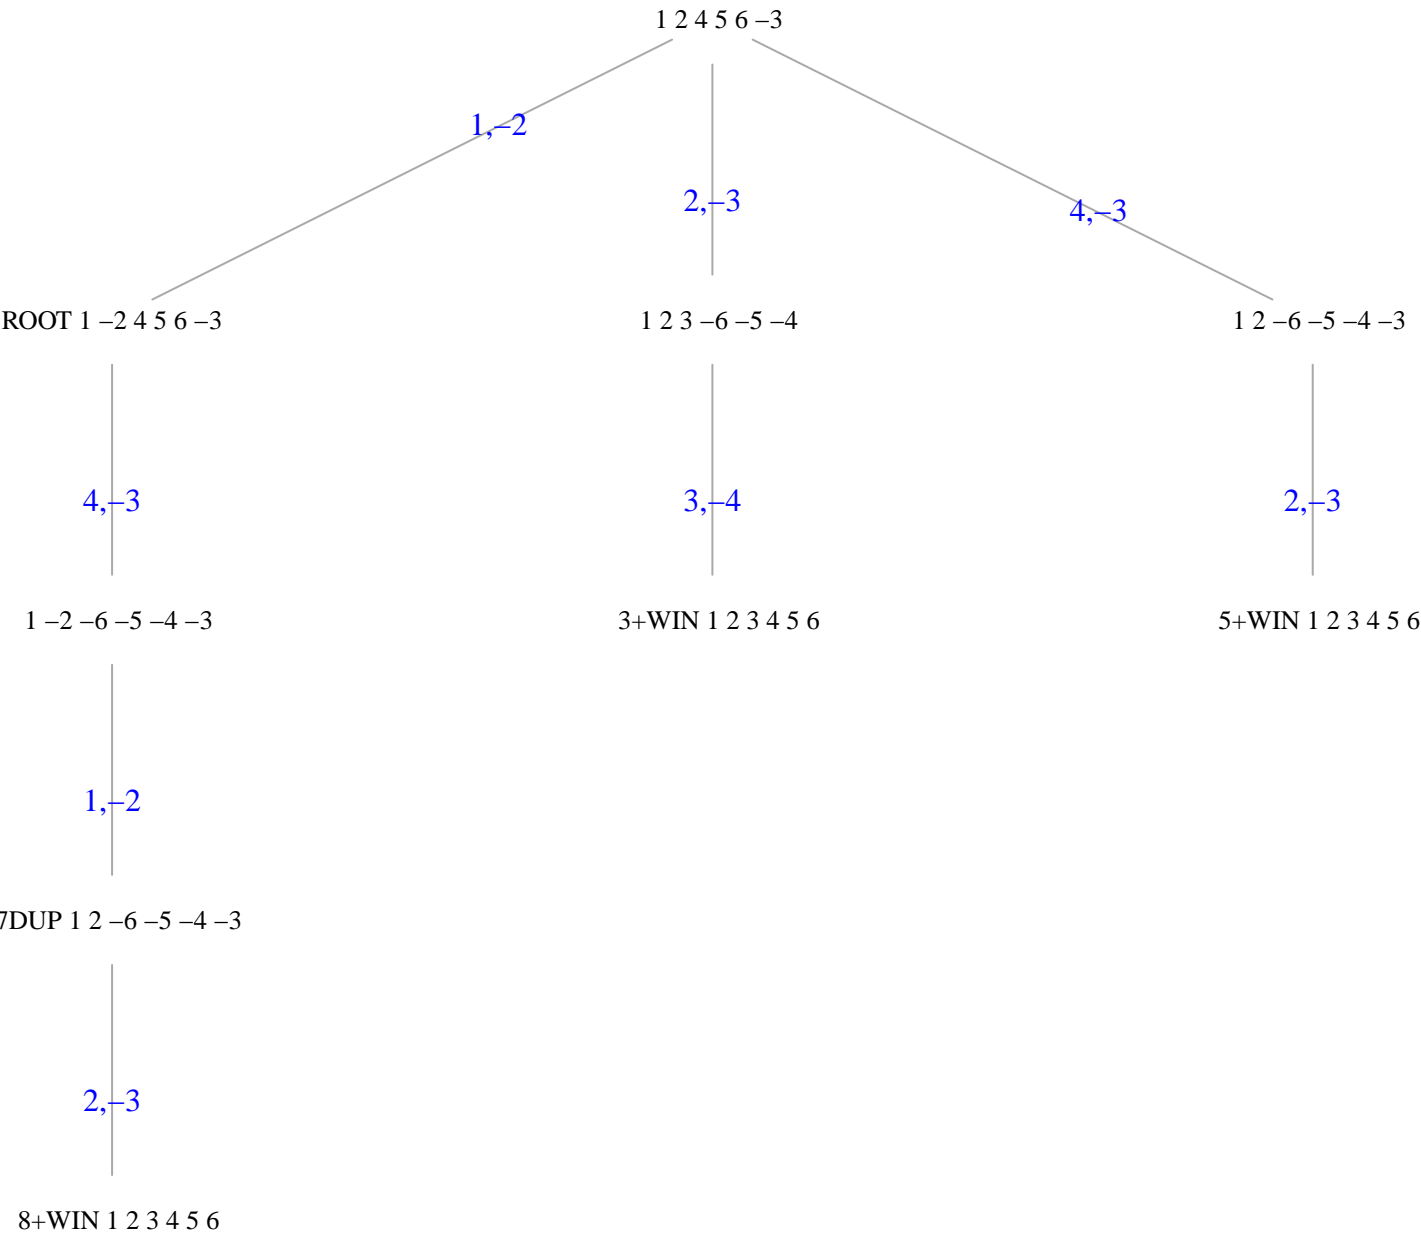 1 2 4 5 6 –3
1,–2
2,–3
4,–3
ROOT 1 –2 4 5 6 –3
1 2 3 –6 –5 –4
1 2 –6 –5 –4 –3
4,–3
3,–4
2,–3
1 –2 –6 –5 –4 –3
3+WIN 1 2 3 4 5 6
5+WIN 1 2 3 4 5 6
1,–2
7DUP 1 2 –6 –5 –4 –3
2,–3
8+WIN 1 2 3 4 5 6